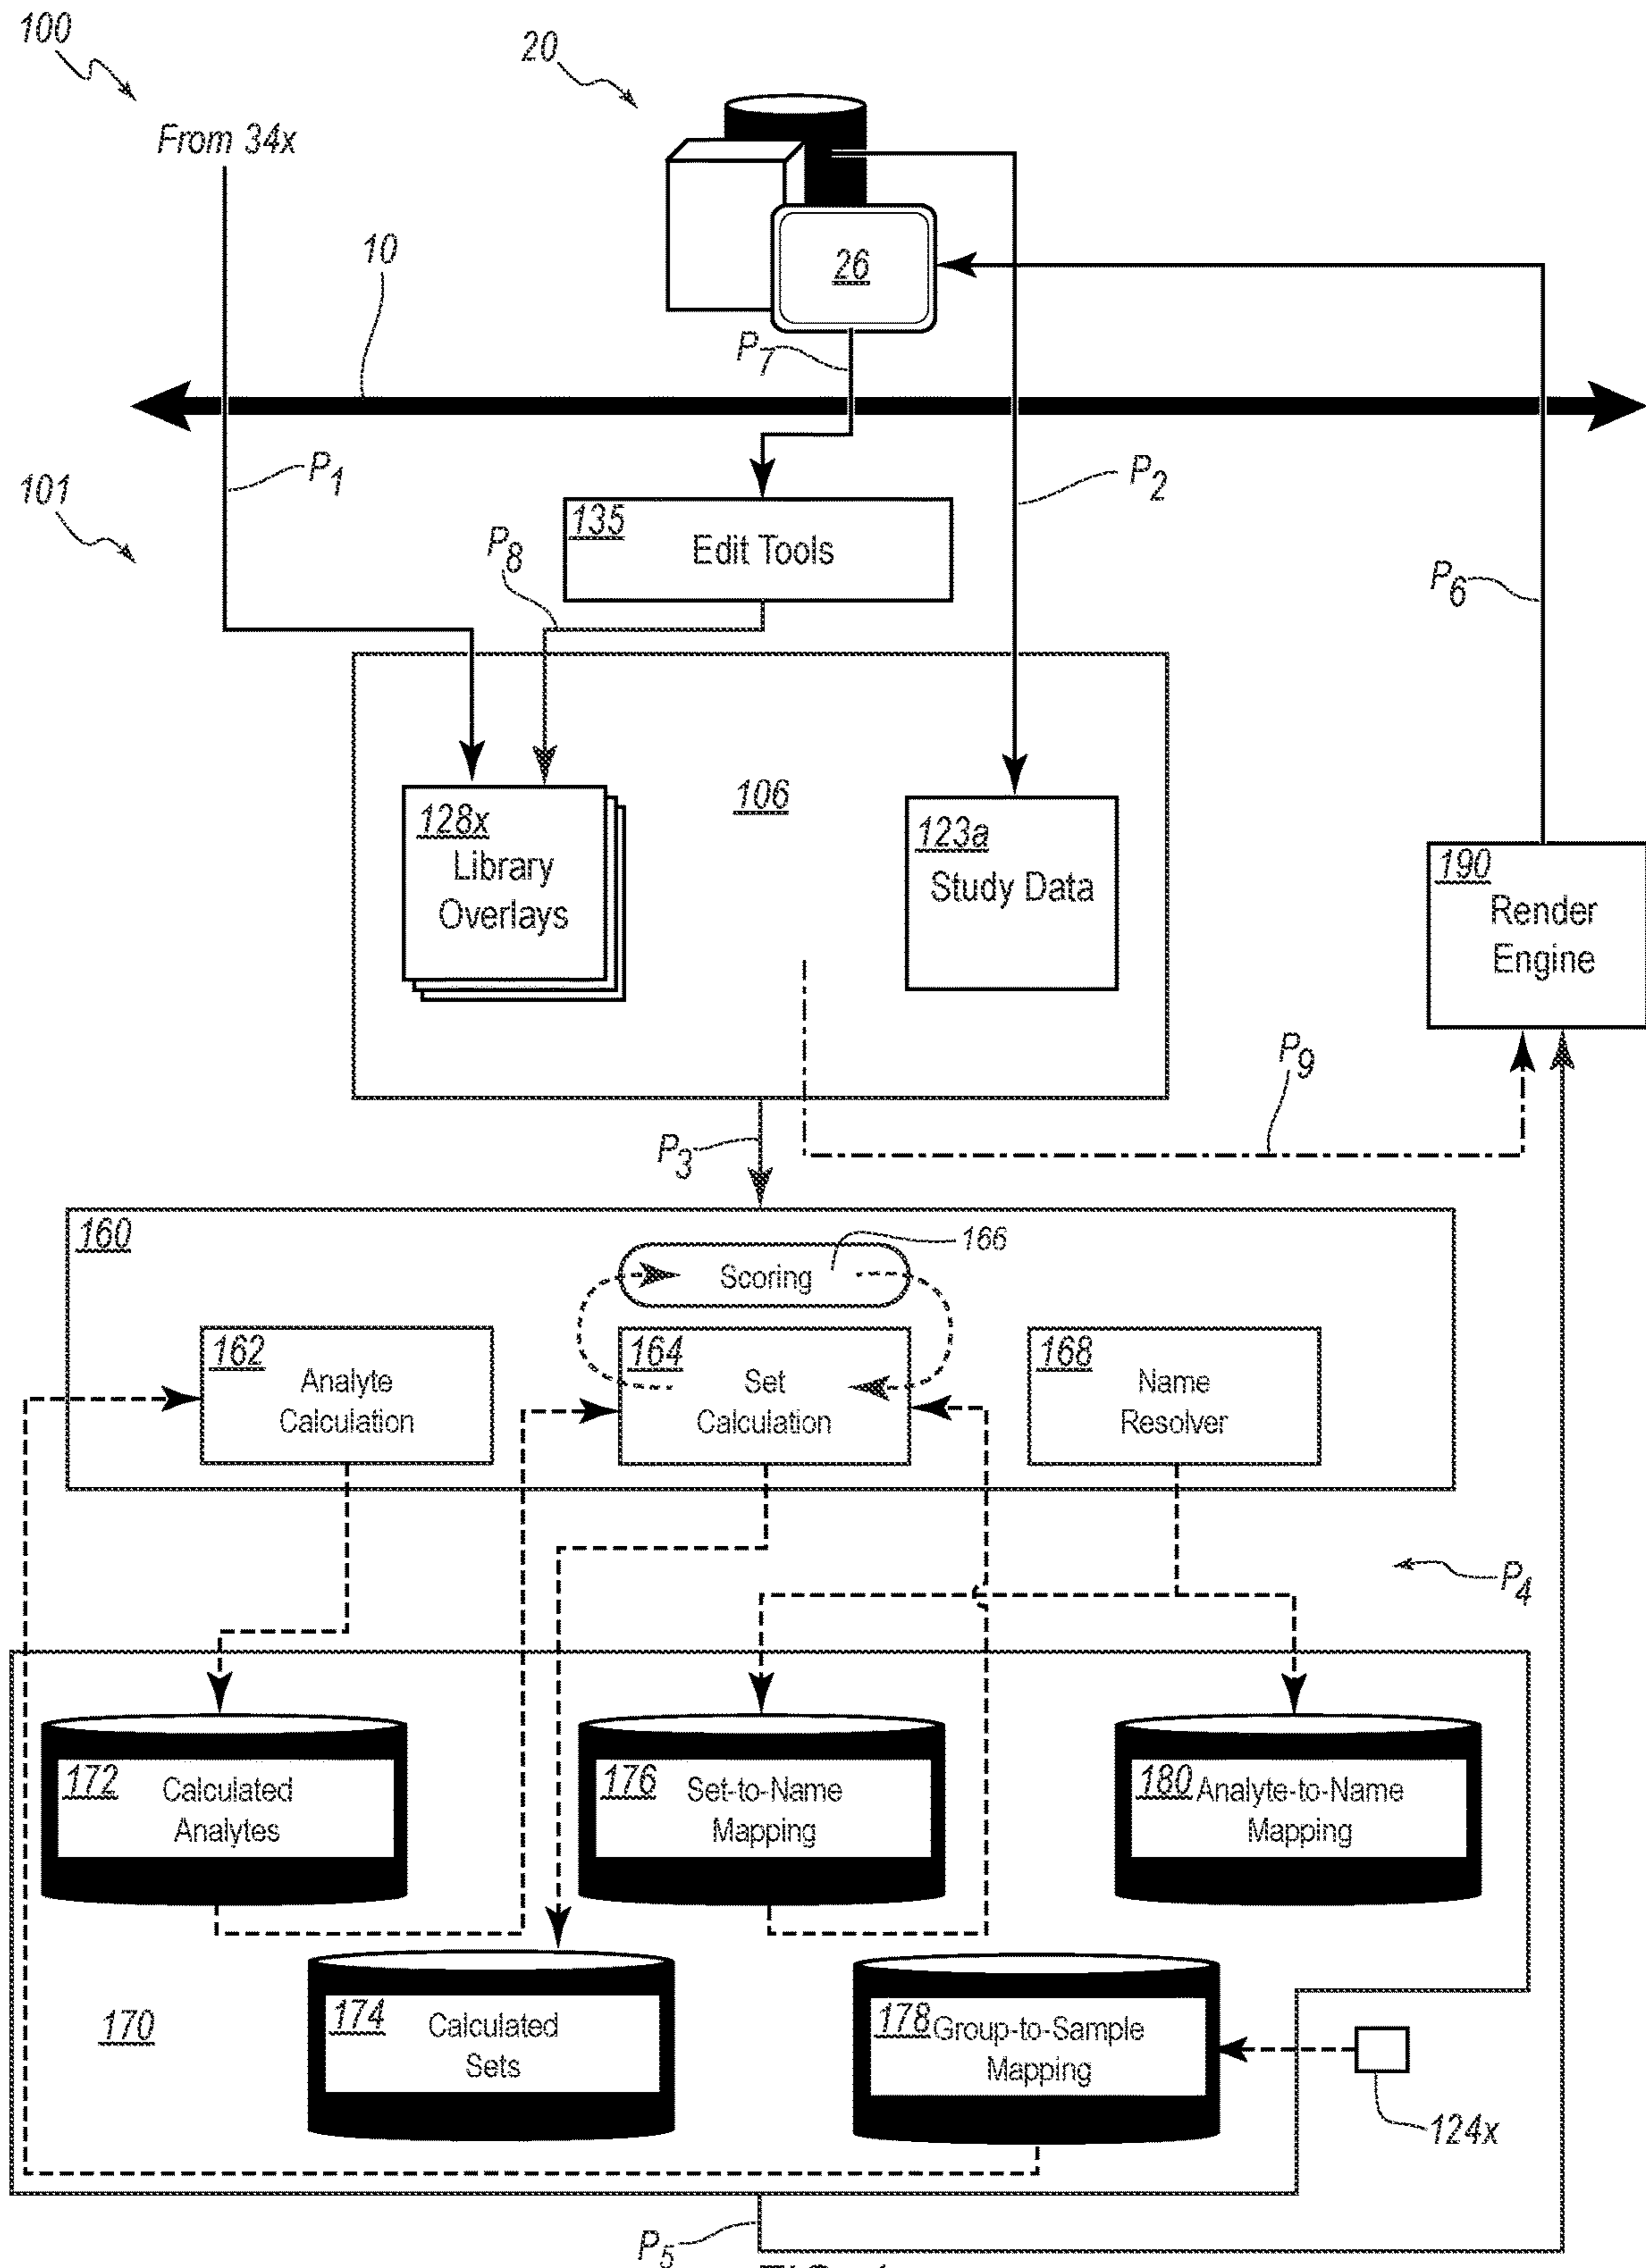 100
20
From 34x
10
26
P7
P1
101
P2
135
Edit Tools
P8
P6
106
128x
Library
Overlays
123a
Study Data
190
Render
Engine
P9
P3
160
166
Scoring
162
Analyte
Calculation
164
Set
Calculation
168
Name
Resolver
P4
172
Calculated
Analytes
176
Set-to-Name
Mapping
180
Analyte-to-Name
Mapping
170
174
Calculated
Sets
178
Group-to-Sample
Mapping
124x
P5